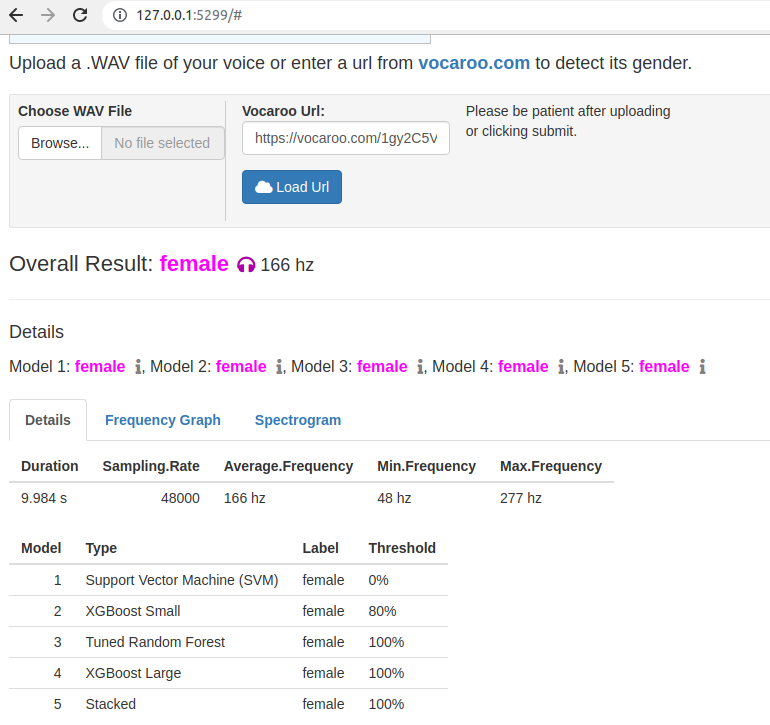 127.0.0.1:5299/#
Upload a .WAV file of your voice or enter a url from vocaroo.com to detect its gender.
Choose WAV File
Browse... No file selected
Vocaroo Url:
https://vocaroo.com/1gy2C5V
Load Url
Please be patient after uploading
or clicking submit.
Overall Result: female 166 hz
Details
Model 1: female i, Model 2: female i, Model 3: female i, Model 4: female i, Model 5: female i
Details Frequency Graph Spectrogram
Duration Sampling.Rate Average.Frequency Min.Frequency Max.Frequency
9.984 s 48000 166 hz 48 hz 277 hz
Model Type Label Threshold
1 Support Vector Machine (SVM) female 0%
2 XGBoost Small female 80%
3 Tuned Random Forest female 100%
4 XGBoost Large female 100%
5 Stacked female 100%